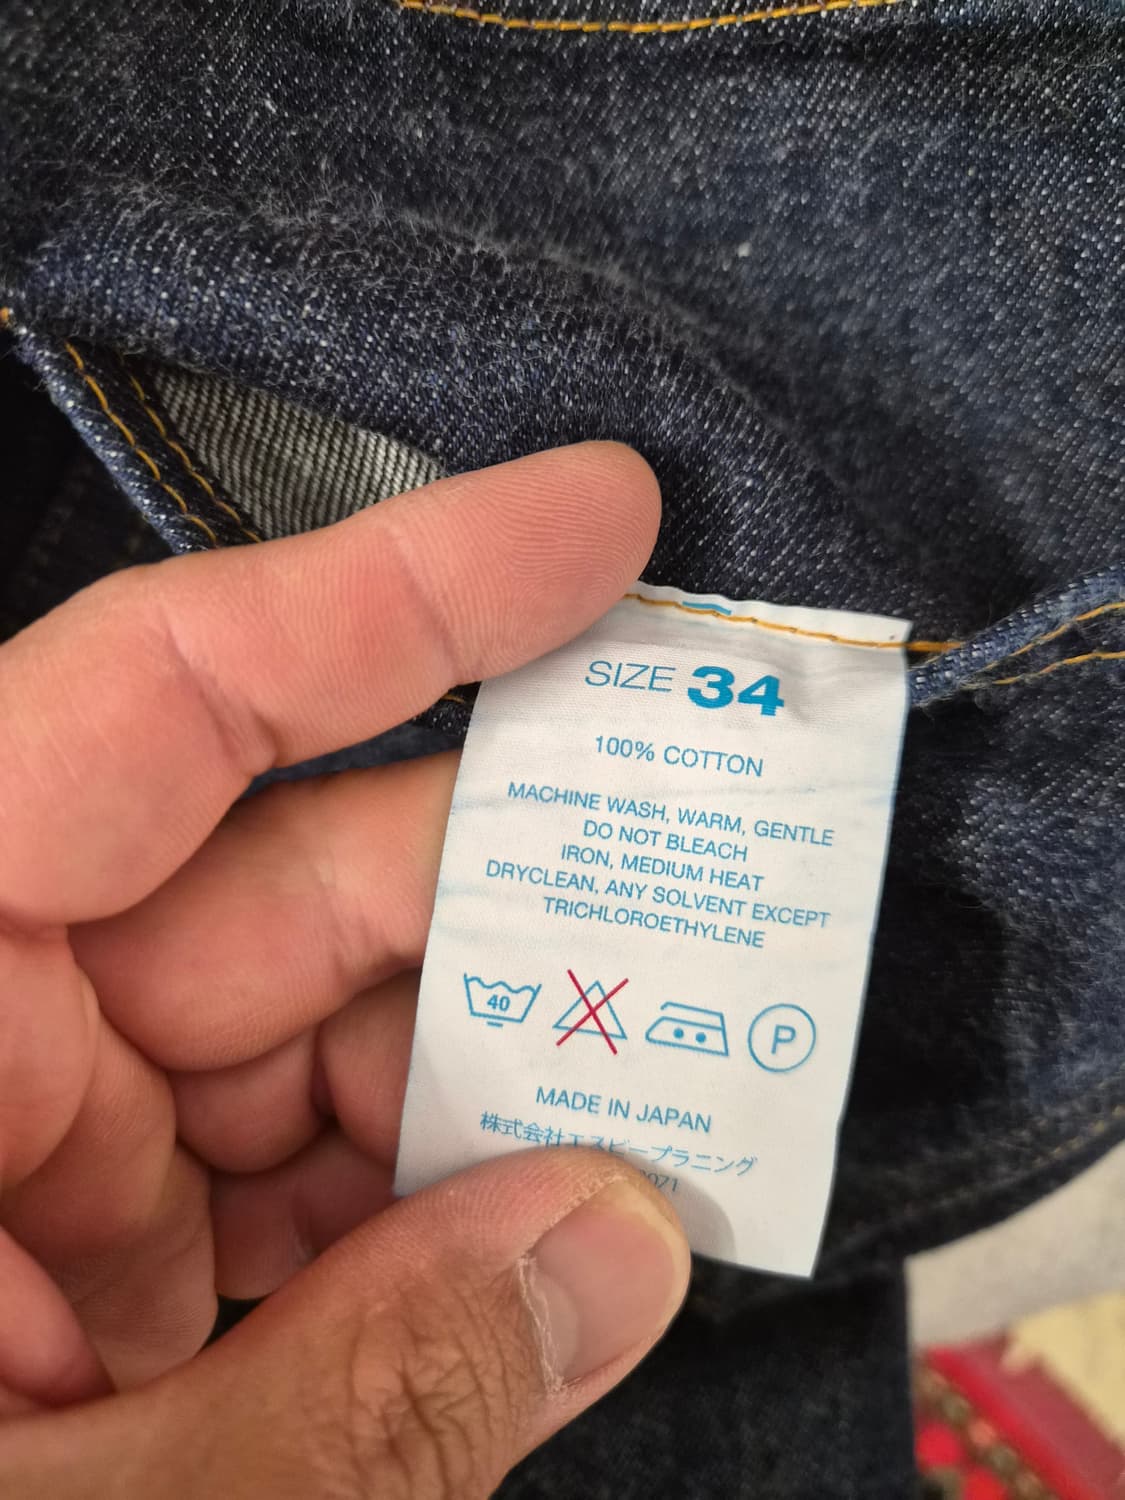 SIZE 34
100% COTTON
MACHINE WASH, WARM, GENTLE
DO NOT BLEACH
IRON, MEDIUM HEAT
DRYCLEAN, ANY SOLVENT EXCEPT
TRICHLOROETHYLENE
40
P
MADE IN JAPAN
株式会社エスビープラニング